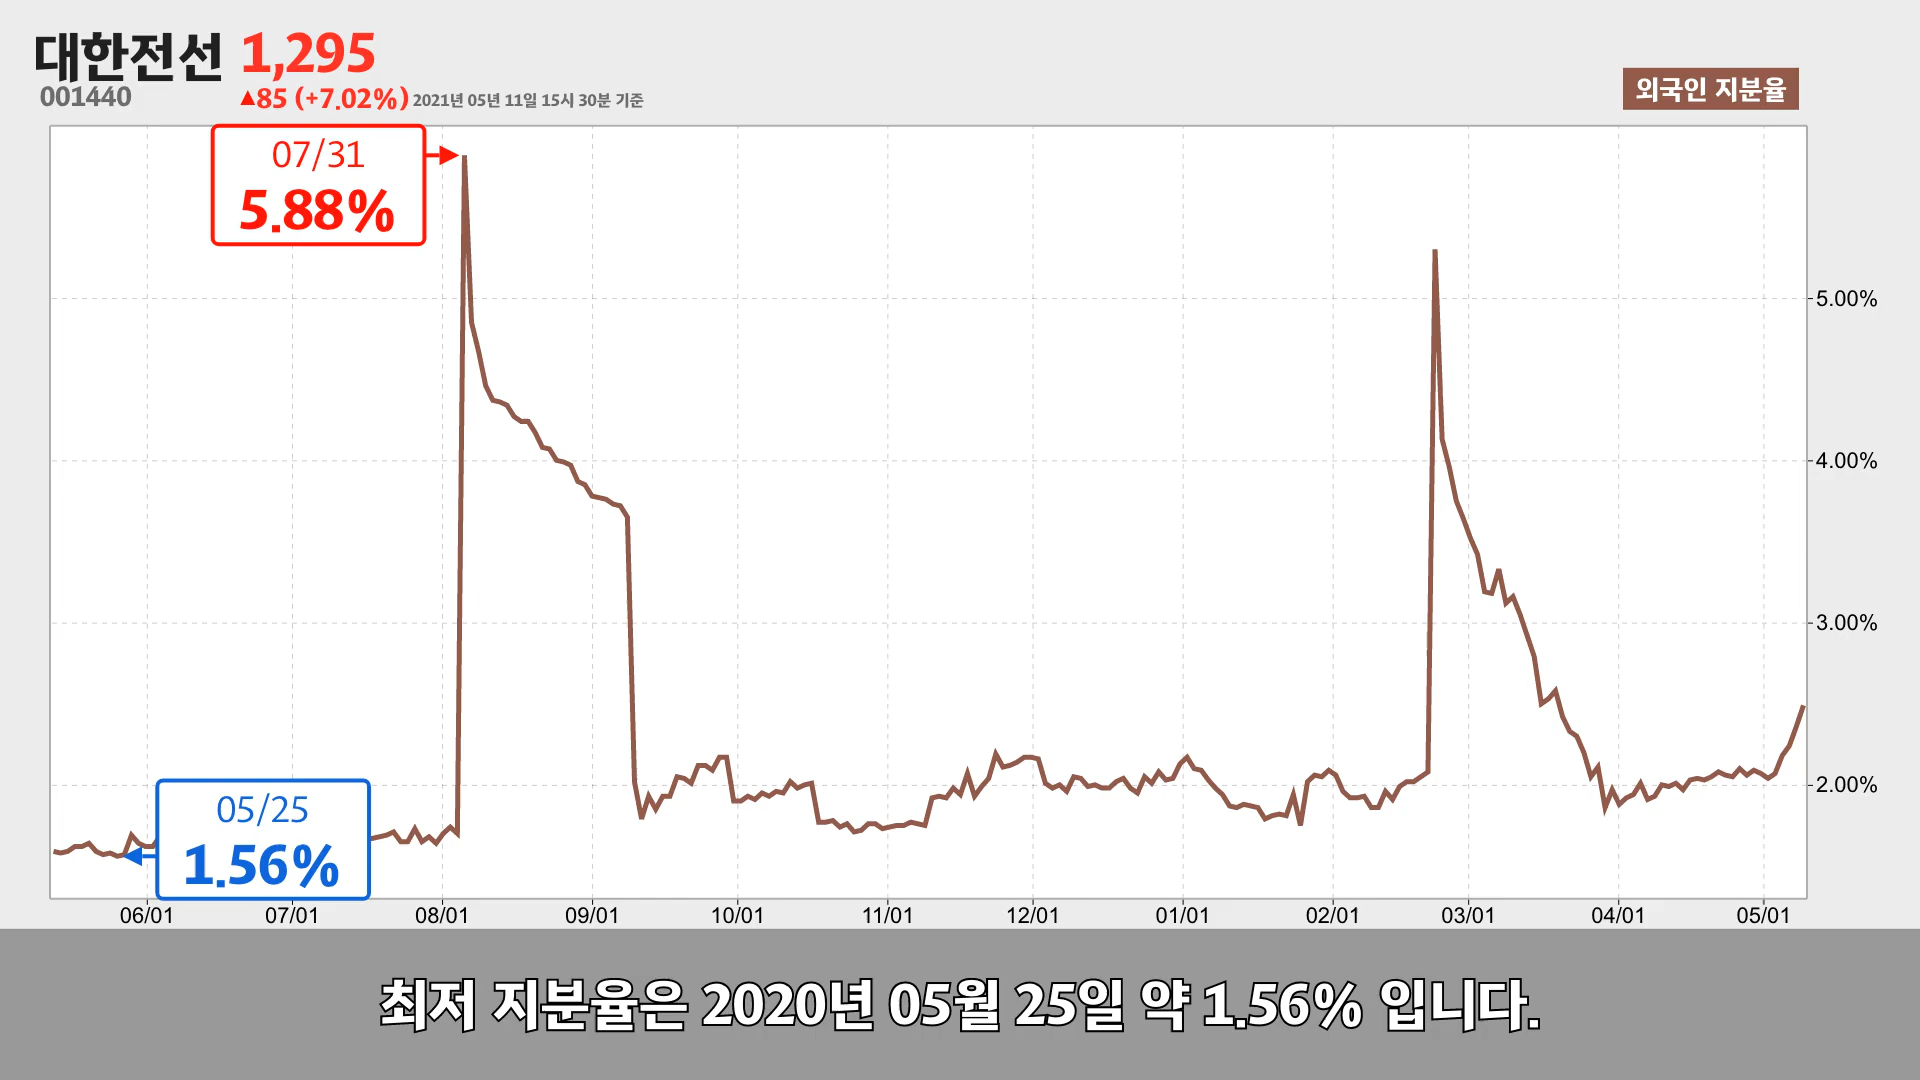 대한전선 1,295
001440
▲85 (+7.02%) 2021년 05년 11일 15시 30분 기준
외국인 지분율
07/31
5.88%
5.00%
4.00%
3.00%
2.00%
05/25
1.56%
06/01 07/01 08/01 09/01 10/01 11/01 12/01 01/01 02/01 03/01 04/01 05/01
최저 지분율은 2020년 05월 25일 약 1.56% 입니다.